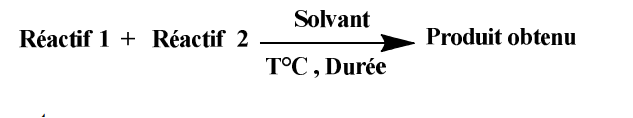 Solvant
Réactif 1 + Réactif 2 Produit obtenu
T°C , Durée